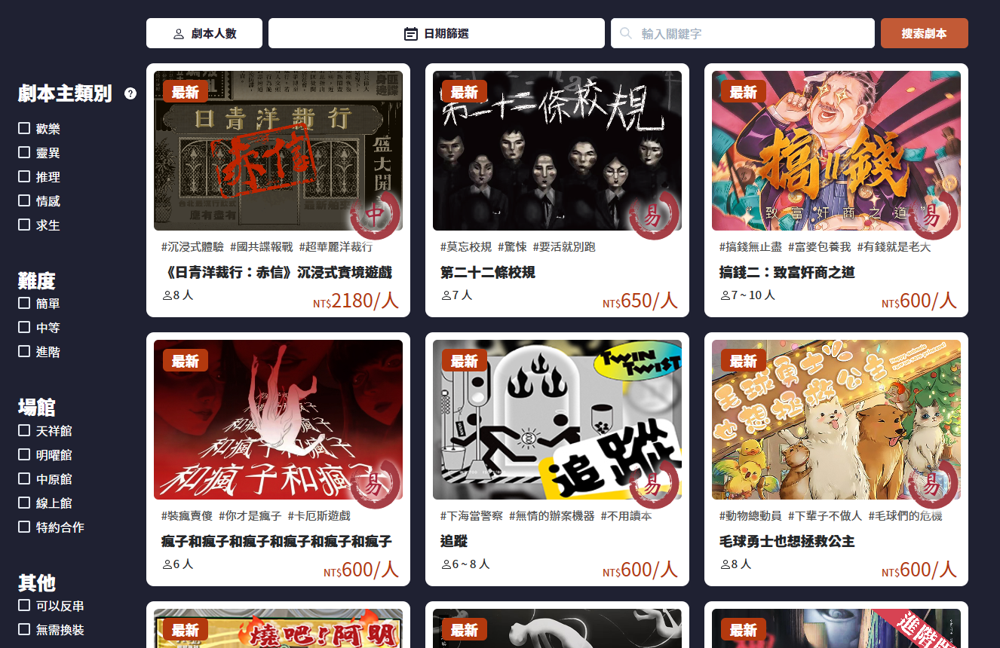 劇本人數
日期篩選
輸入關鍵字
搜索劇本
劇本主類別
?
歡樂
靈異
推理
情感
求生
難度
簡單
中等
進階
場館
天祥館
明曜館
中原館
線上館
特約合作
其他
可以反串
無需換裝
最新
日青洋裁行
赤信
盛大開
應有盡有
中
#沉浸式體驗 #國共諜報戰 #超華麗洋裁行
《日青洋裁行：赤信》沉浸式實境遊戲
8 人
NT$2180/人
最新
第二十二條校規
易
#莫忘校規 #驚悚 #要活就別跑
第二十二條校規
7 人
NT$650/人
最新
搞錢
"致富奸商之道"
易
#搞錢無止盡 #富婆包養我 #有錢就是老大
搞錢二：致富奸商之道
7 ~ 10 人
NT$600/人
最新
和瘋子和瘋子
和瘋子和瘋子
易
#裝瘋賣傻 #你才是瘋子 #卡厄斯遊戲
瘋子和瘋子和瘋子和瘋子和瘋子和瘋子
6 人
NT$600/人
最新
TWIN
TWIST
追蹤
易
#下海當警察 #無情的辦案機器 #不用讀本
追蹤
6 ~ 8 人
NT$600/人
最新
毛球勇士
也想拯救公主
易
#動物總動員 #下輩子不做人 #毛球們的危機
毛球勇士也想拯救公主
8 人
NT$600/人
最新
燒吧!阿明
最新
最新
進階